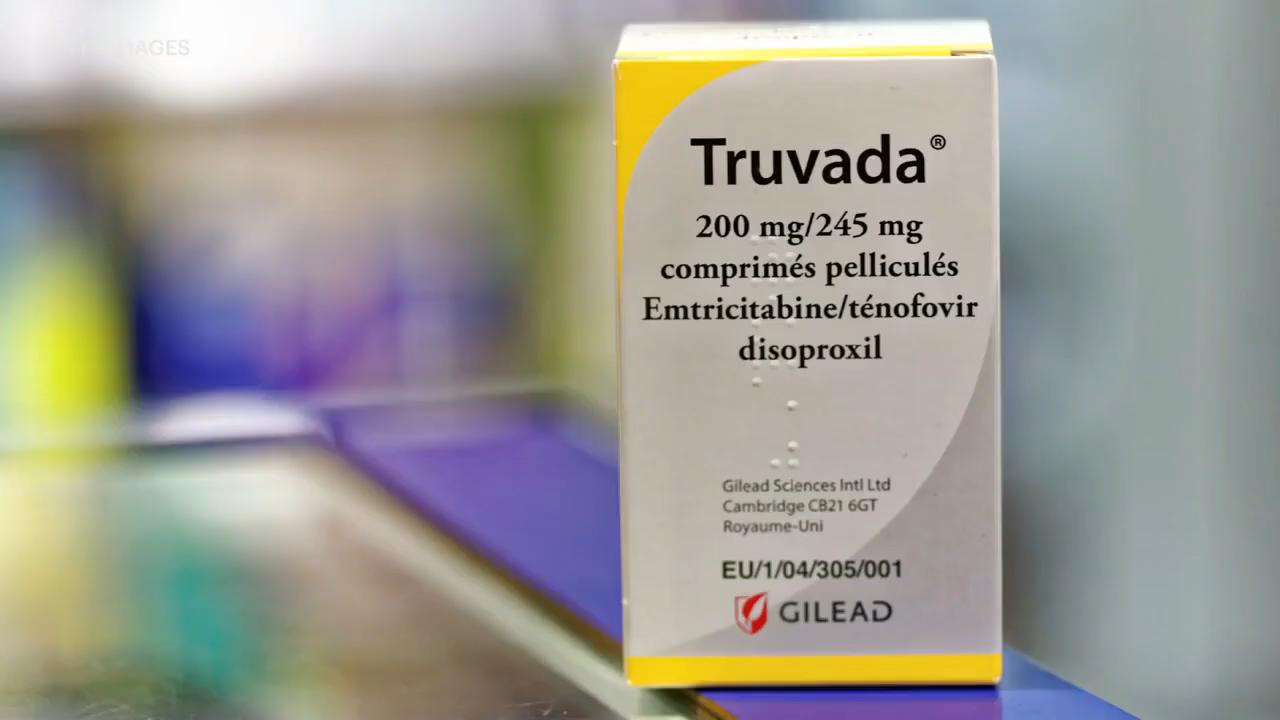 Truvada®
200 mg/245 mg
comprimés pelliculés
Emtricitabine/ténofovir
disoproxil
Gilead Sciences Intl Ltd
Cambridge CB21 6GT
Royaume-Uni
EU/1/04/305/001
GILEAD